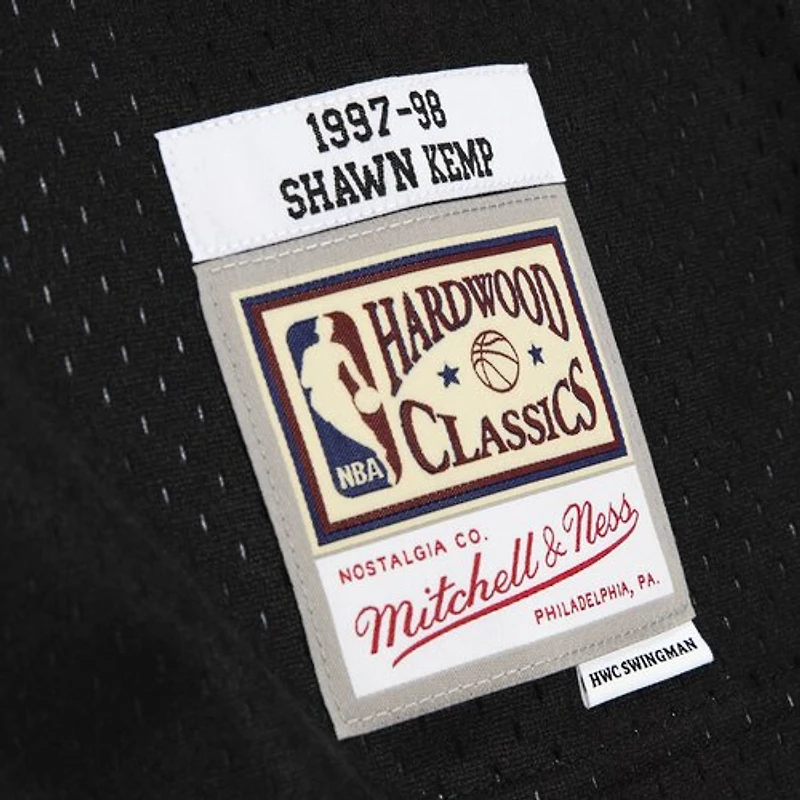 1997-98
SHAWN KEMP
HARDWOOD
CLASSICS
NBA
NOSTALGIA CO.
Mitchell & Ness
PHILADELPHIA, PA.
HWC SWINGMAN